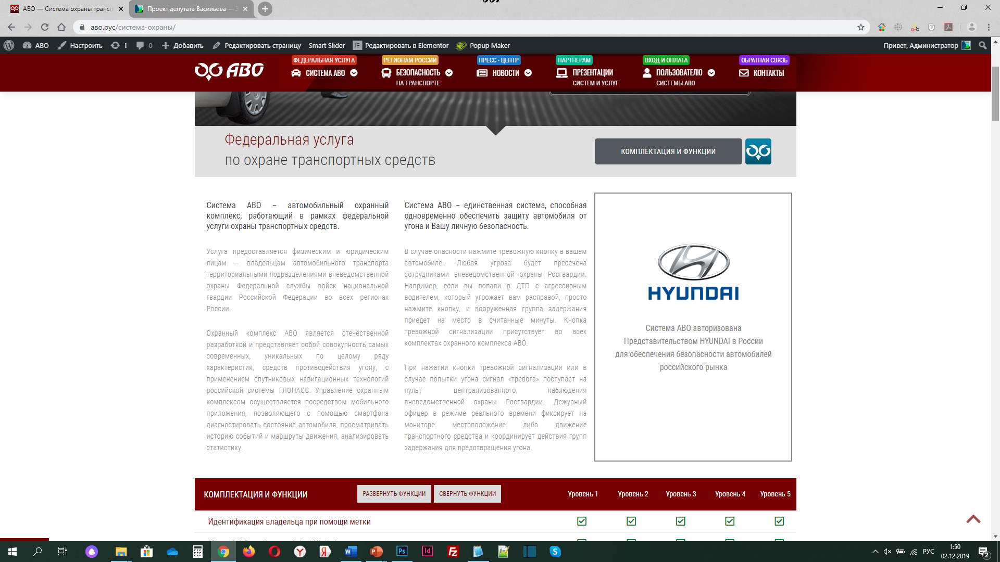 АВО — Система охраны трансп
Проект депутата Васильева — Э
аво.рус/система-охраны/
АВО
Настроить
1
0
Добавить
Редактировать страницу
Smart Slider
Редактировать в Elementor
Popup Maker
Привет, Администратор
АВО
ФЕДЕРАЛЬНАЯ УСЛУГА
СИСТЕМА АВО
РЕГИОНАМ РОССИИ
БЕЗОПАСНОСТЬ
НА ТРАНСПОРТЕ
ПРЕСС - ЦЕНТР
НОВОСТИ
ПАРТНЕРАМ
ПРЕЗЕНТАЦИИ
СИСТЕМ И УСЛУГ
ВХОД И ОПЛАТА
ПОЛЬЗОВАТЕЛЮ
СИСТЕМЫ АВО
ОБРАТНАЯ СВЯЗЬ
КОНТАКТЫ
Федеральная услуга
по охране транспортных средств
КОМПЛЕКТАЦИЯ И ФУНКЦИИ
Система АВО – автомобильный охранный
комплекс, работающий в рамках федеральной
услуги охраны транспортных средств.
Услуга предоставляется физическим и юридическим
лицам — владельцам автомобильного транспорта
территориальными подразделениями вневедомственной
охраны Федеральной службы войск национальной
гвардии Российской Федерации во всех регионах
России.
Охранный комплекс АВО является отечественной
разработкой и представляет собой совокупность самых
современных, уникальных по целому ряду
характеристик, средств противодействия угону, с
применением спутниковых навигационных технологий
российской системы ГЛОНАСС. Управление охранным
комплексом осуществляется посредством мобильного
приложения, позволяющего с помощью смартфона
диагностировать состояние автомобиля, просматривать
историю событий и маршруты движения, анализировать
статистику.
Система АВО – единственная система, способная
одновременно обеспечить защиту автомобиля от
угона и Вашу личную безопасность.
В случае опасности нажмите тревожную кнопку в вашем
автомобиле. Любая угроза будет пресечена
сотрудниками вневедомственной охраны Росгвардии.
Например, если вы попали в ДТП с агрессивным
водителем, который угрожает вам расправой, просто
нажмите кнопку, и вооруженная группа задержания
приедет на место в считанные минуты. Кнопка
тревожной сигнализации присутствует во всех
комплектах охранного комплекса АВО.
При нажатии кнопки тревожной сигнализации или в
случае попытки угона сигнал «тревога» поступает на
пульт централизованного наблюдения
вневедомственной охраны Росгвардии. Дежурный
офицер в режиме реального времени фиксирует на
мониторе местоположение либо движение
транспортного средства и координирует действия групп
задержания для предотвращения угона.
HYUNDAI
Система АВО авторизована
Представительством HYUNDAI в России
для обеспечения безопасности автомобилей
российского рынка
КОМПЛЕКТАЦИЯ И ФУНКЦИИ
РАЗВЕРНУТЬ ФУНКЦИИ
СВЕРНУТЬ ФУНКЦИИ
Уровень 1
Уровень 2
Уровень 3
Уровень 4
Уровень 5
Идентификация владельца при помощи метки
РУС
1:50
02.12.2019
2